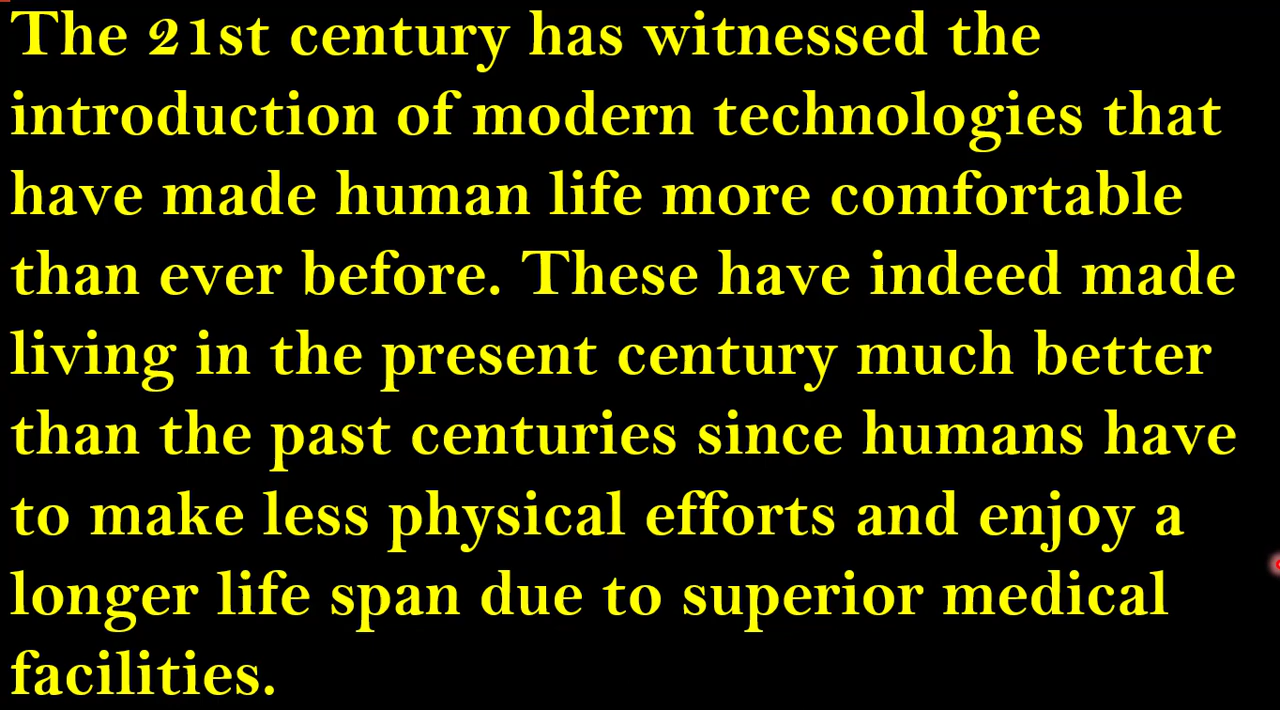 The 21st century has witnessed the
introduction of modern technologies that
have made human life more comfortable
than ever before. These have indeed made
living in the present century much better
than the past centuries since humans have
to make less physical efforts and enjoy a
longer life span due to superior medical
facilities.